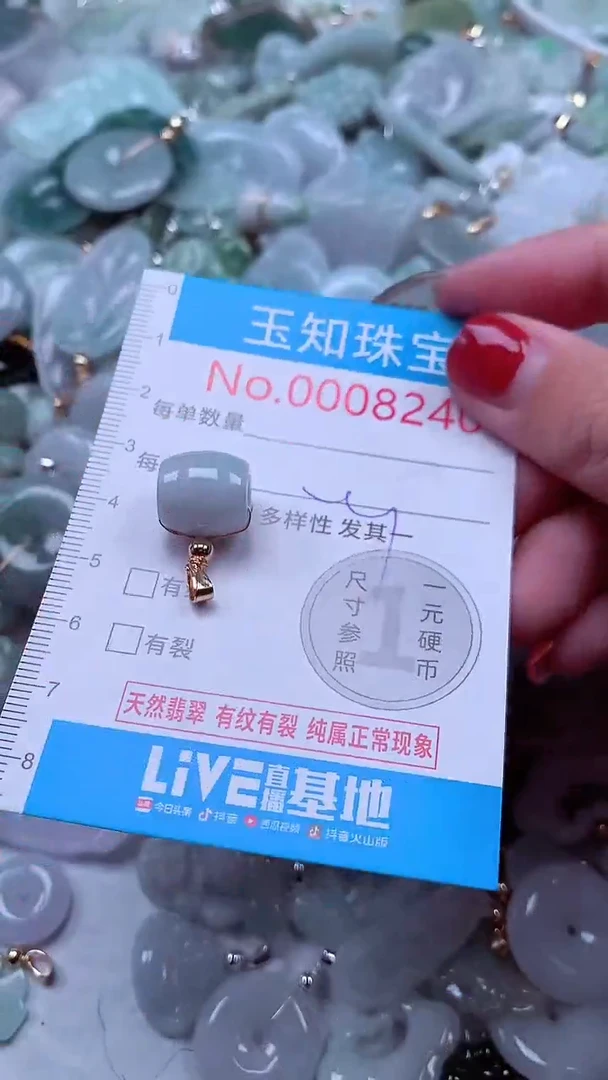 0
玉知珠宝
1
No.0008240
2
每单数量
3
每
4
多样性 发其一
5
有
尺寸参照
1
一元硬币
6
有裂
7
天然翡翠 有纹有裂 纯属正常现象
8
LiVE直播基地
今日头条 抖音 西瓜视频 抖音火山版